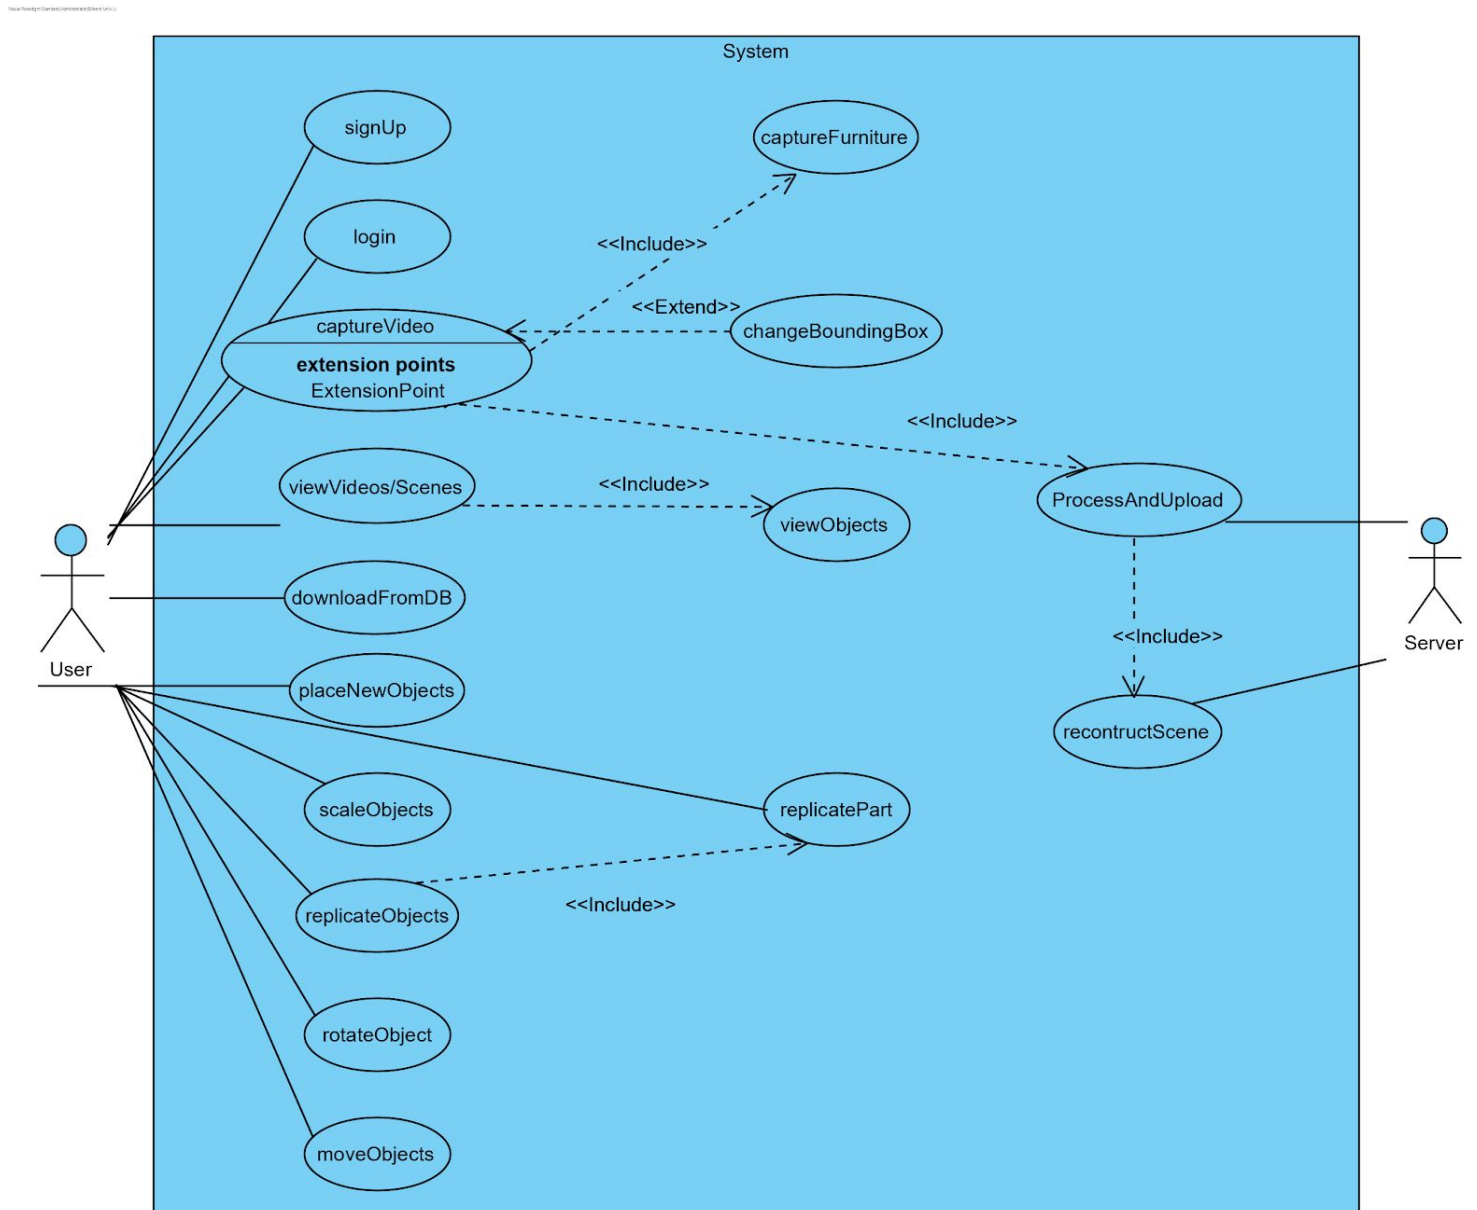 System
signUp
captureFurniture
login
<<Include>>
<<Extend>>
captureVideo
changeBoundingBox
extension points
ExtensionPoint
<<Include>>
viewVideos/Scenes
<<Include>>
ProcessAndUpload
viewObjects
downloadFromDB
<<Include>>
User
Server
placeNewObjects
recontructScene
scaleObjects
replicatePart
<<Include>>
replicateObjects
rotateObject
moveObjects